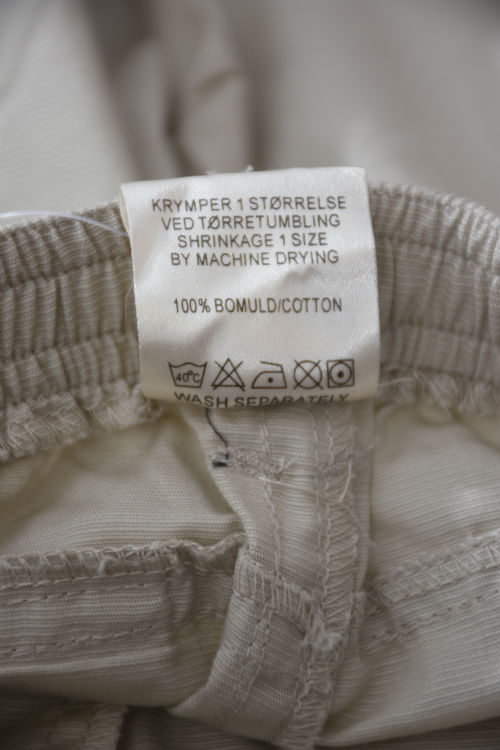 KRYMPER 1 STØRRELSE
VED TØRRETUMBLING
SHRINKAGE 1 SIZE
BY MACHINE DRYING
100% BOMULD/COTTON
40°C
WASH SEPARATELY